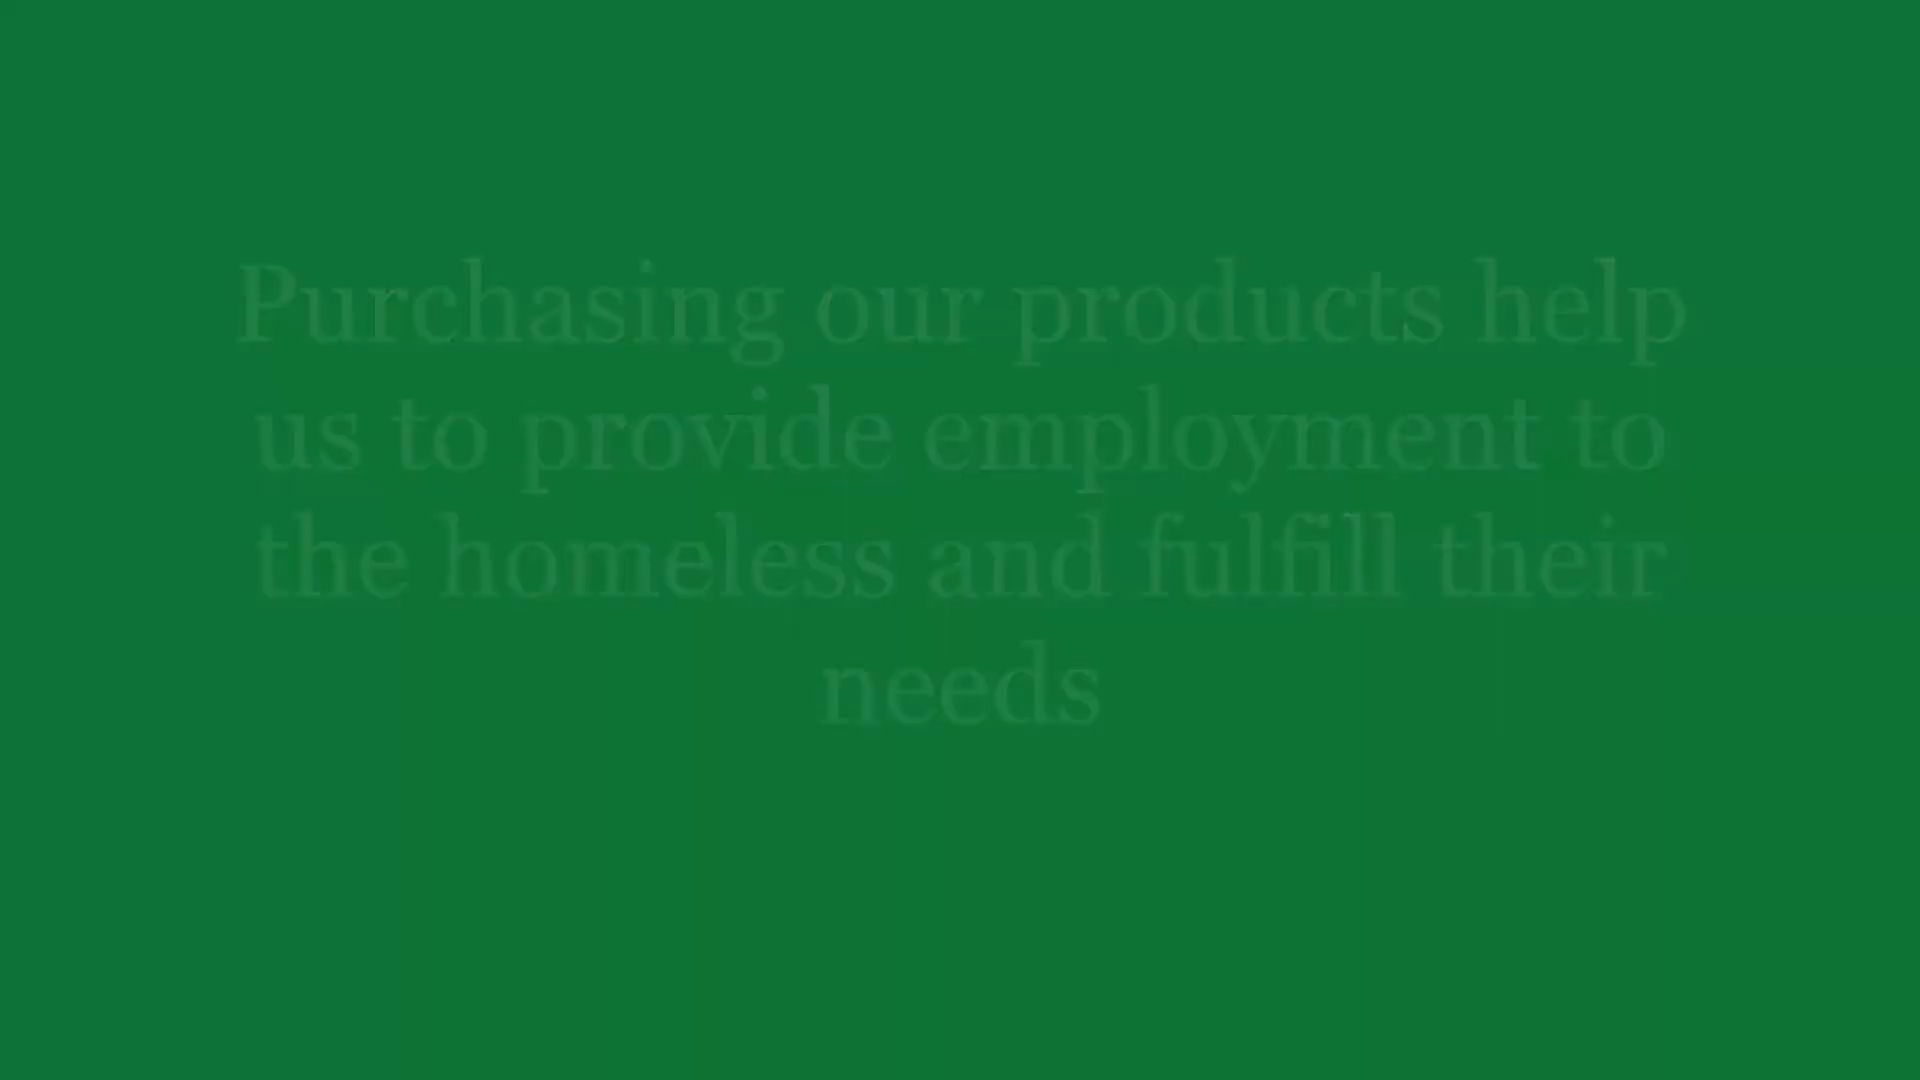 Purchasing our products help
us to provide employment to
the homeless and fulfill their
needs